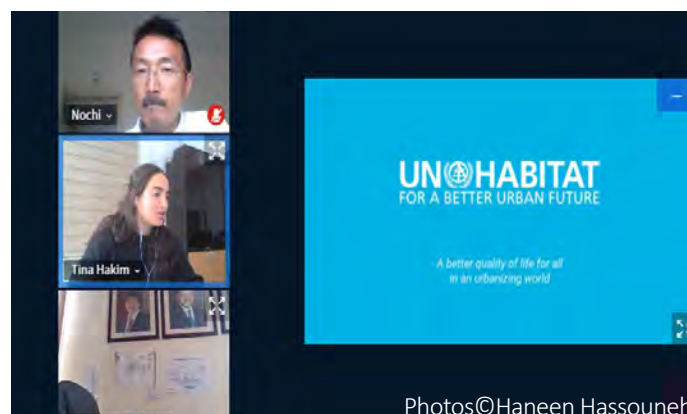 Nochi
Tina Hakim
UN HABITAT
FOR A BETTER URBAN FUTURE
A better quality of life for all
in an urbanizing world
Photos©Haneen Hassouneh